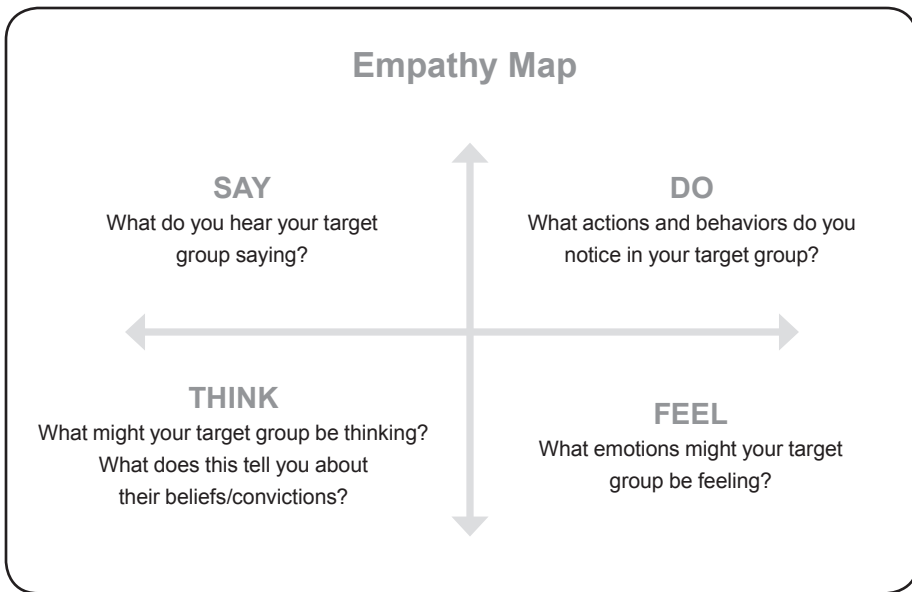 Empathy Map
SAY
What do you hear your target
group saying?
DO
What actions and behaviors do you
notice in your target group?
THINK
What might your target group be thinking?
What does this tell you about
their beliefs/convictions?
FEEL
What emotions might your target
group be feeling?